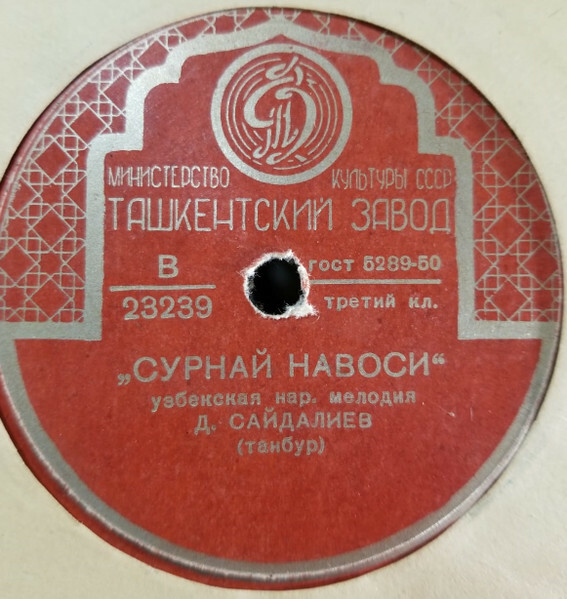 МИНИСТЕРСТВО КУЛЬТУРЫ СССР
ТАШКЕНТСКИЙ ЗАВОД
В ГОСТ 5289-50
23239 третий кл.
„СУРНАЙ НАВОСИ“
узбекская нар. мелодия
Д. САЙДАЛИЕВ
(танбур)